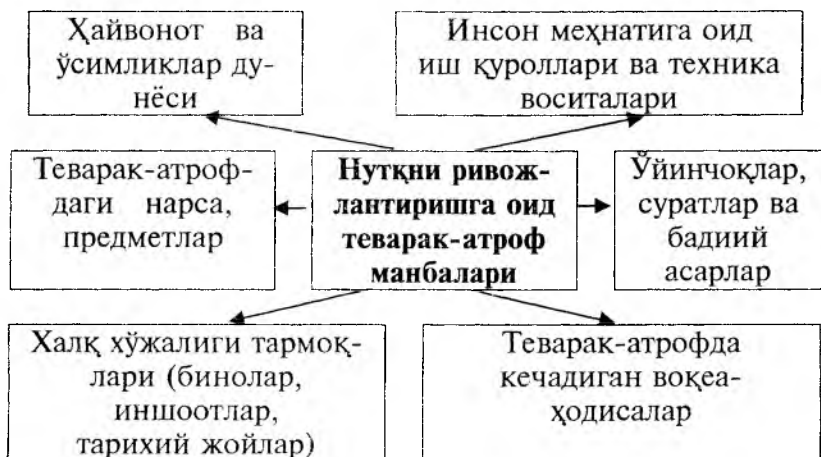 Ҳайвонот ва
ўсимликлар ду-
нёси
Инсон меҳнатига оид
иш қуроллари ва техника
воситалари
Теварак-атроф-
даги нарса,
предметлар
Нутқни ривож-
лантиришга оид
теварак-атроф
манбалари
Ўйинчоқлар,
суратлар ва
бадиий
асарлар
Халқ хўжалиги тармоқ-
лари (бинолар,
иншоотлар,
тарихий жойлар)
Теварак-атрофда
кечадиган воқеа-
ҳодисалар